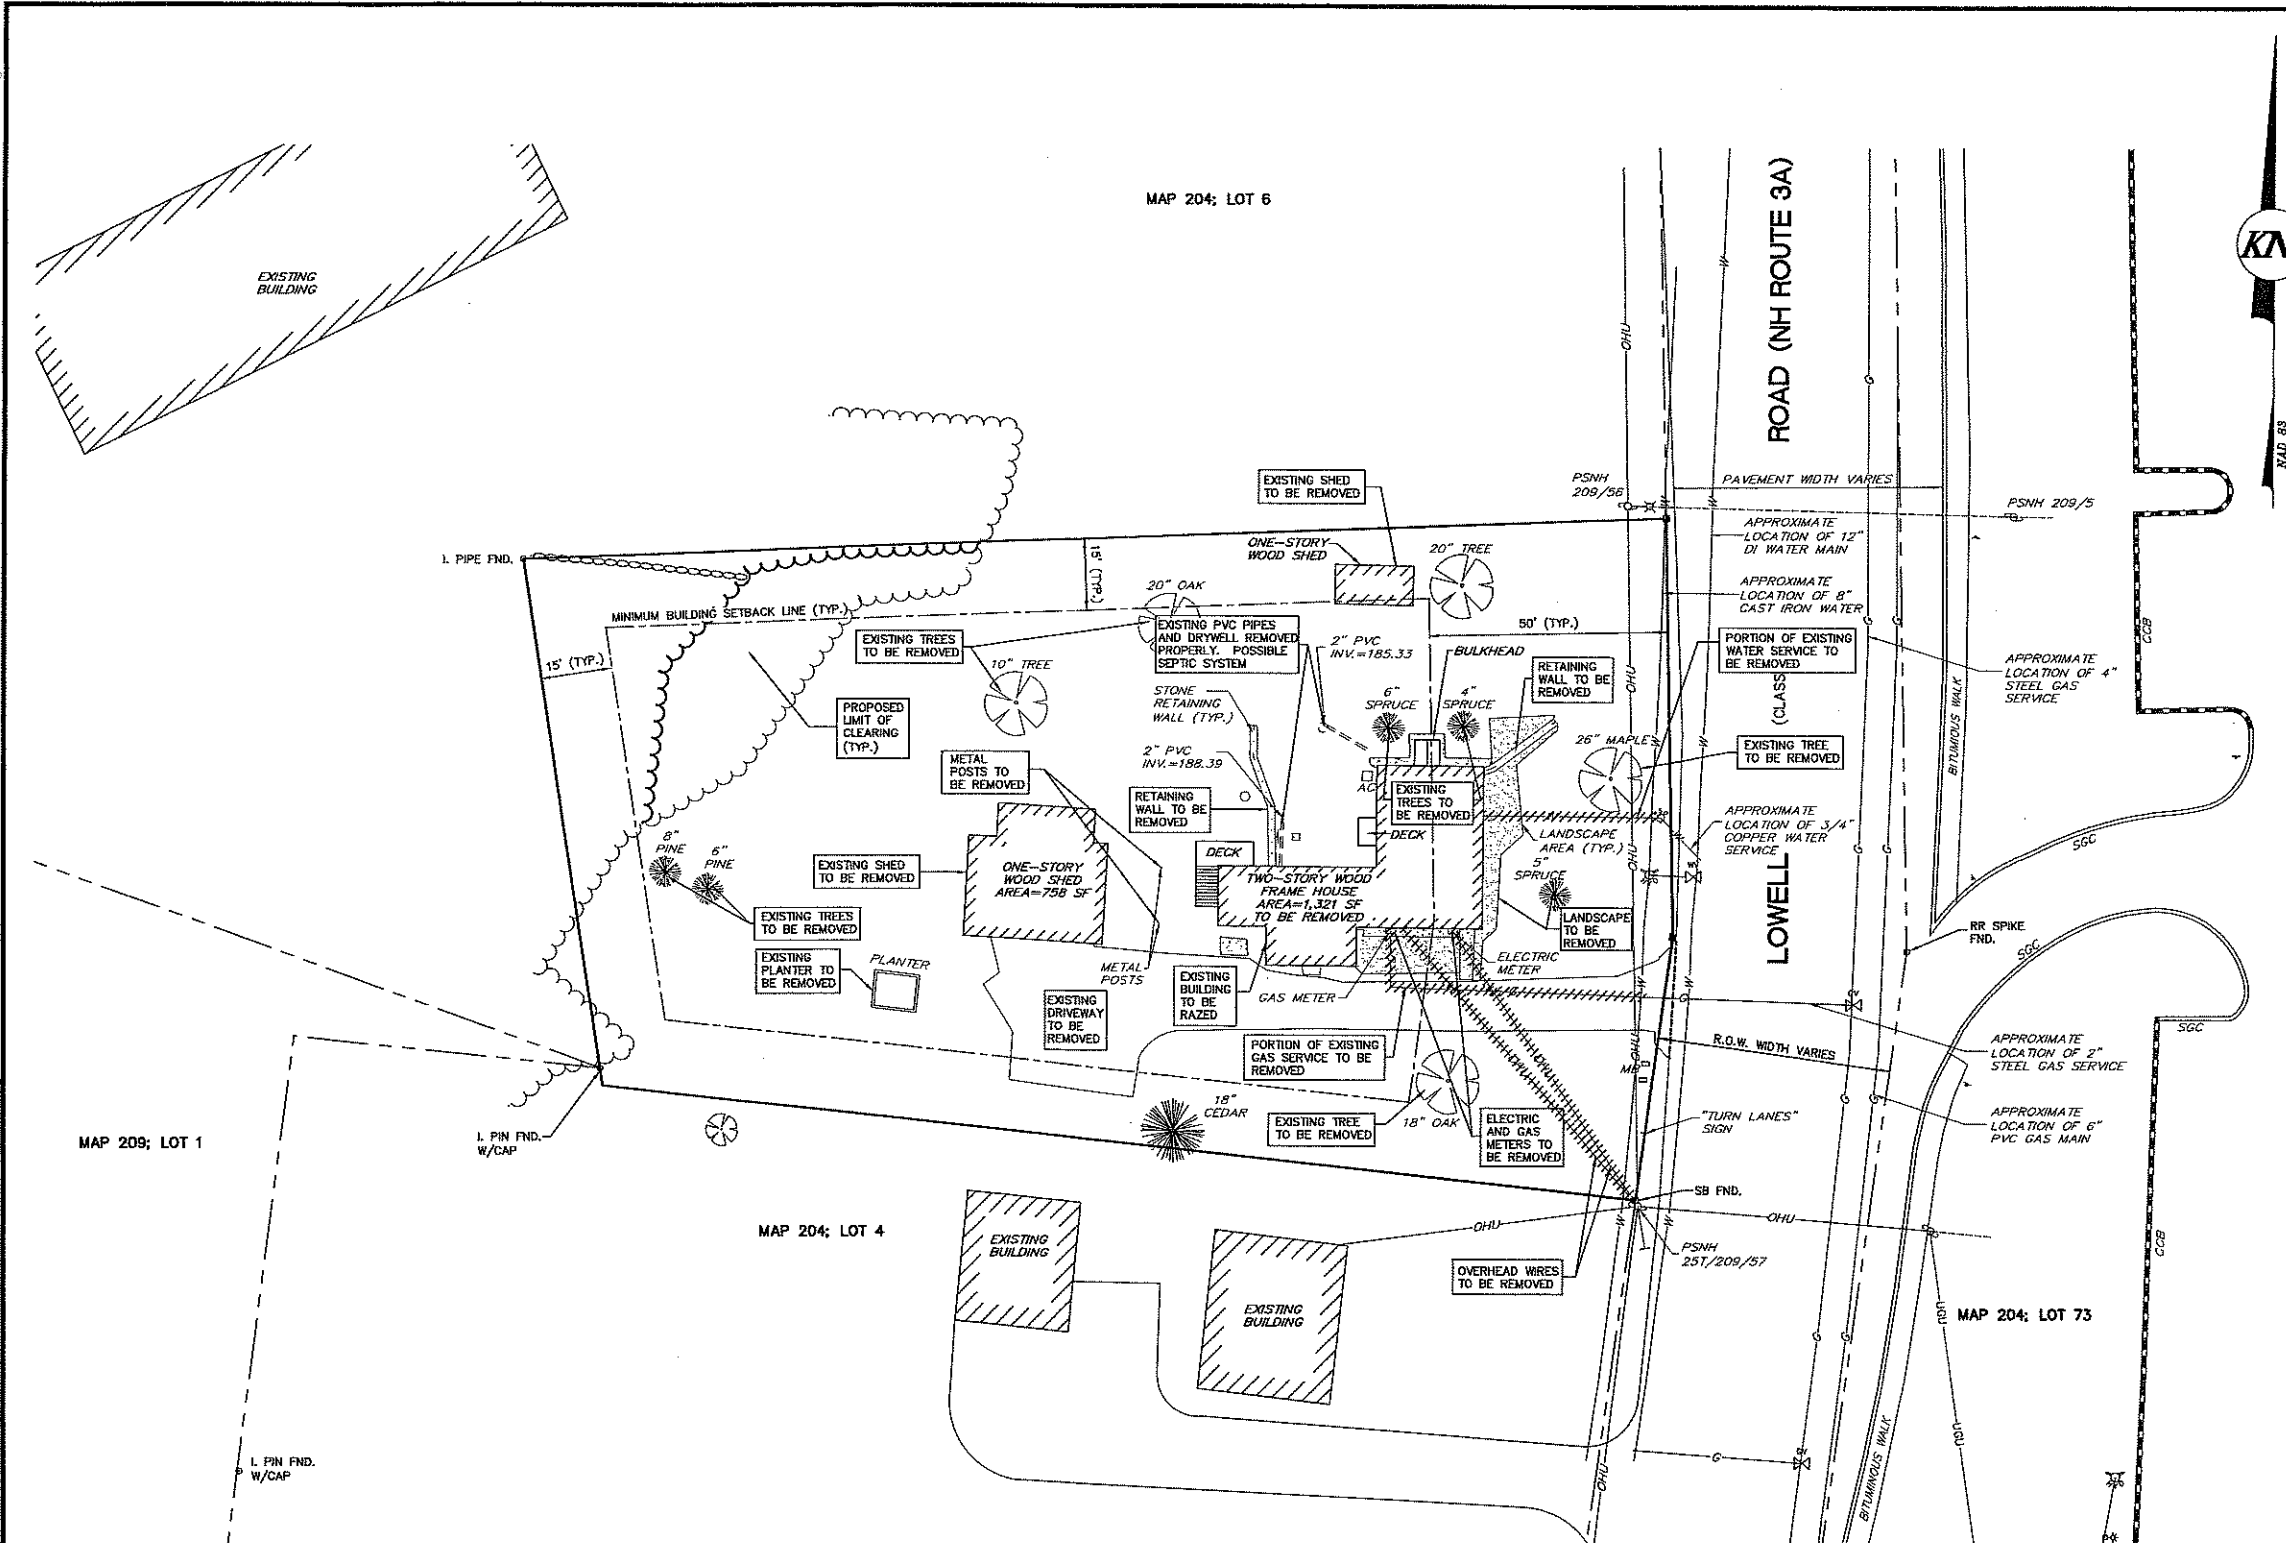 MAP 204; LOT 6
EXISTING
BUILDING
ROAD (NH ROUTE 3A)
NAD 83
EXISTING SHED
TO BE REMOVED
PSNH
209/56
PAVEMENT WIDTH VARIES
PSNH 209/5
I. PIPE FND.
ONE-STORY
WOOD SHED
20" TREE
APPROXIMATE
LOCATION OF 12"
DI WATER MAIN
15' (TYP.)
20" OAK
APPROXIMATE
LOCATION OF 8"
CAST IRON WATER
MINIMUM BUILDING SETBACK LINE (TYP.)
EXISTING TREES
TO BE REMOVED
EXISTING PVC PIPES
AND DRYWELL REMOVED
PROPERLY. POSSIBLE
SEPTIC SYSTEM
2" PVC
INV.=185.33
50' (TYP.)
BULKHEAD
PORTION OF EXISTING
WATER SERVICE TO
BE REMOVED
(CLASS
CCB
15' (TYP.)
10" TREE
RETAINING
WALL TO BE
REMOVED
APPROXIMATE
LOCATION OF 4"
STEEL GAS
SERVICE
PROPOSED
LIMIT OF
CLEARING
(TYP.)
STONE
RETAINING
WALL (TYP.)
6"
SPRUCE
4"
SPRUCE
26" MAPLE
EXISTING TREE
TO BE REMOVED
BITUMIOUS WALK
METAL
POSTS TO
BE REMOVED
2" PVC
INV.=188.39
AC
EXISTING
TREES TO
BE REMOVED
RETAINING
WALL TO BE
REMOVED
DECK
LANDSCAPE
AREA (TYP.)
APPROXIMATE
LOCATION OF 3/4"
COPPER WATER
SERVICE
SGC
8"
PINE
6"
PINE
EXISTING SHED
TO BE REMOVED
ONE-STORY
WOOD SHED
AREA=758 SF
DECK
TWO-STORY WOOD
FRAME HOUSE
AREA=1,321 SF
TO BE REMOVED
5"
SPRUCE
LOWELL
EXISTING TREES
TO BE REMOVED
LANDSCAPE
TO BE
REMOVED
RR SPIKE
FND.
SGC
EXISTING
PLANTER TO
BE REMOVED
PLANTER
METAL
POSTS
EXISTING
BUILDING
TO BE
RAZED
GAS METER
ELECTRIC
METER
EXISTING
DRIVEWAY
TO BE
REMOVED
SGC
PORTION OF EXISTING
GAS SERVICE TO BE
REMOVED
R.O.W. WIDTH VARIES
APPROXIMATE
LOCATION OF 2"
STEEL GAS SERVICE
MB
18"
CEDAR
EXISTING TREE
TO BE REMOVED
18" OAK
ELECTRIC
AND GAS
METERS TO
BE REMOVED
"TURN LANES"
SIGN
APPROXIMATE
LOCATION OF 6"
PVC GAS MAIN
MAP 209; LOT 1
I. PIN FND.
W/CAP
SB FND.
MAP 204; LOT 4
OHU
OHU
EXISTING
BUILDING
PSNH
25T/209/57
CCB
OVERHEAD WIRES
TO BE REMOVED
EXISTING
BUILDING
UGU
MAP 204; LOT 73
UGU
I. PIN FND.
W/CAP
OHU
G
BITUMINOUS WALK